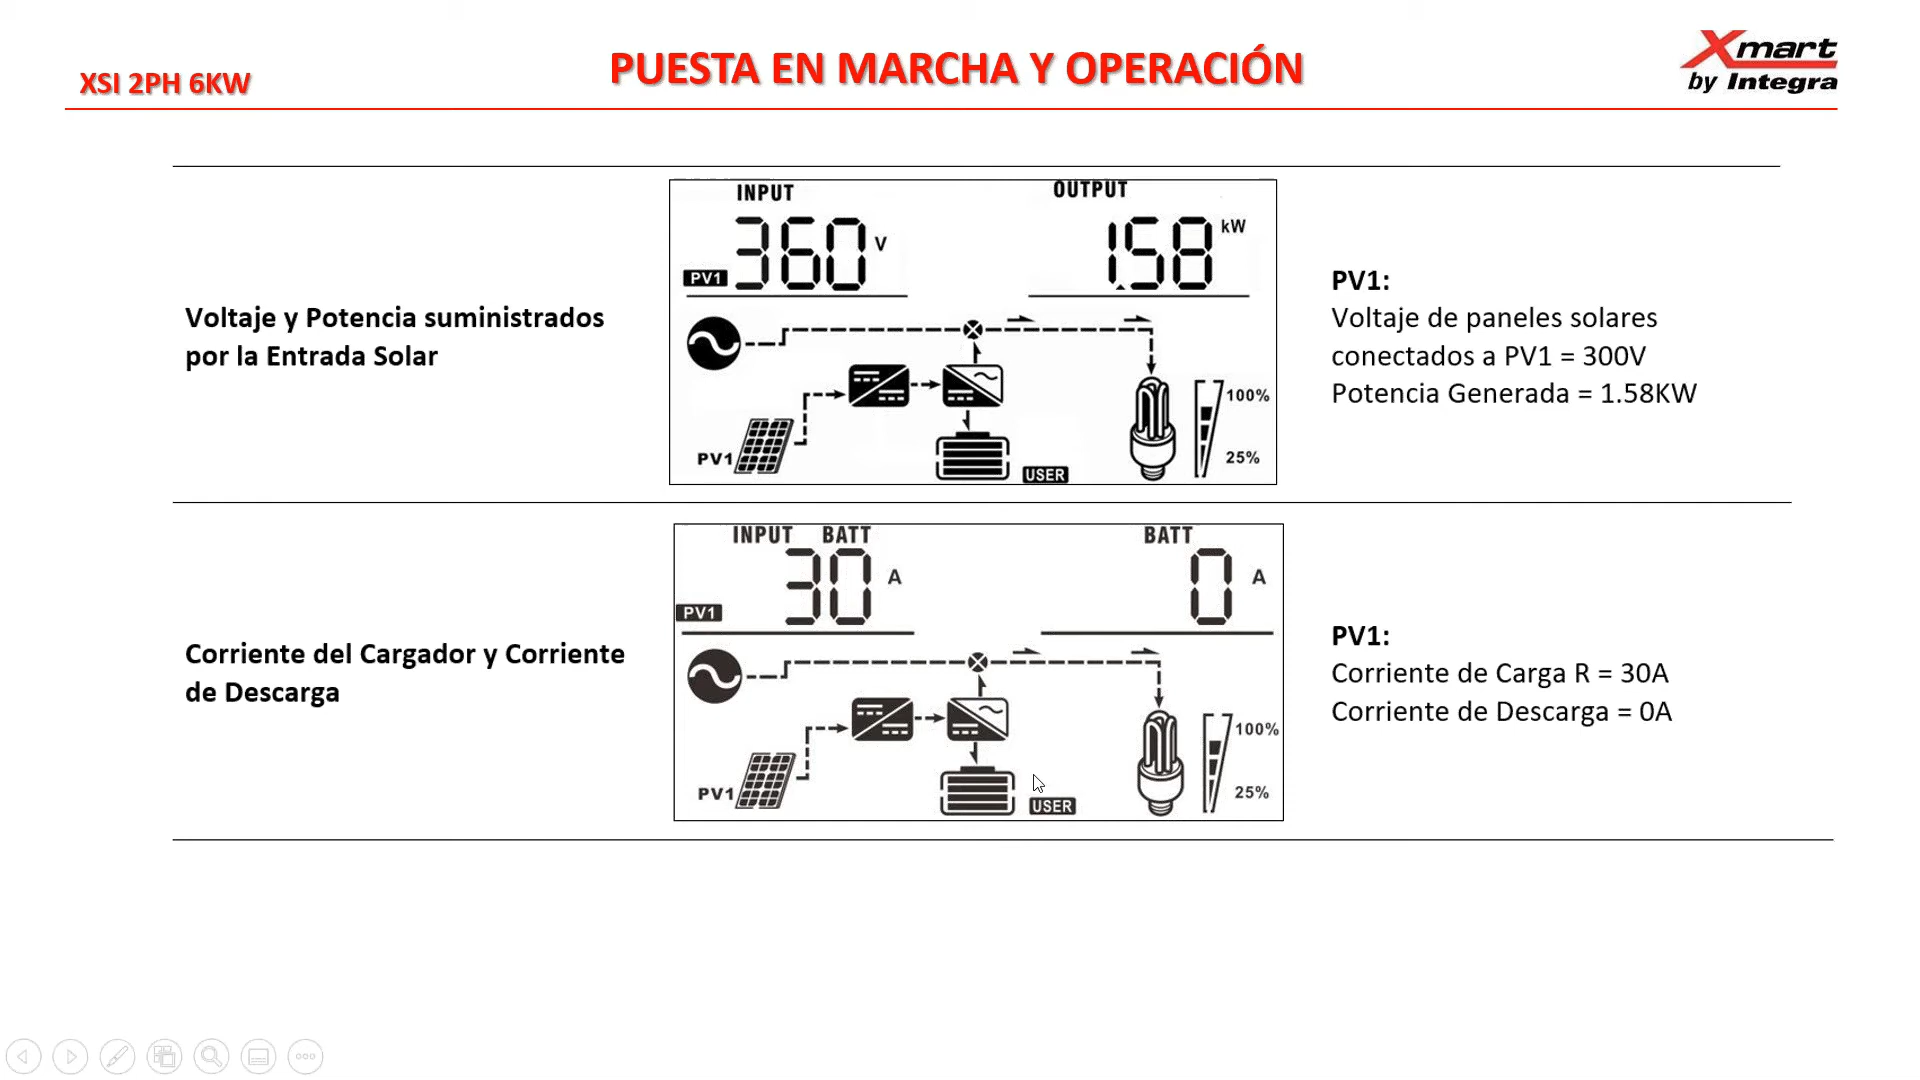 XSI 2PH 6KW
PUESTA EN MARCHA Y OPERACIÓN
Xmart
by Integra
Voltaje y Potencia suministrados
por la Entrada Solar
INPUT
OUTPUT
PV1 360 V
1.58 kW
100%
25%
PV1
USER
PV1:
Voltaje de paneles solares
conectados a PV1 = 300V
Potencia Generada = 1.58KW
Corriente del Cargador y Corriente
de Descarga
INPUT BATT
BATT
PV1 30 A
0 A
100%
25%
PV1
USER
PV1:
Corriente de Carga R = 30A
Corriente de Descarga = 0A